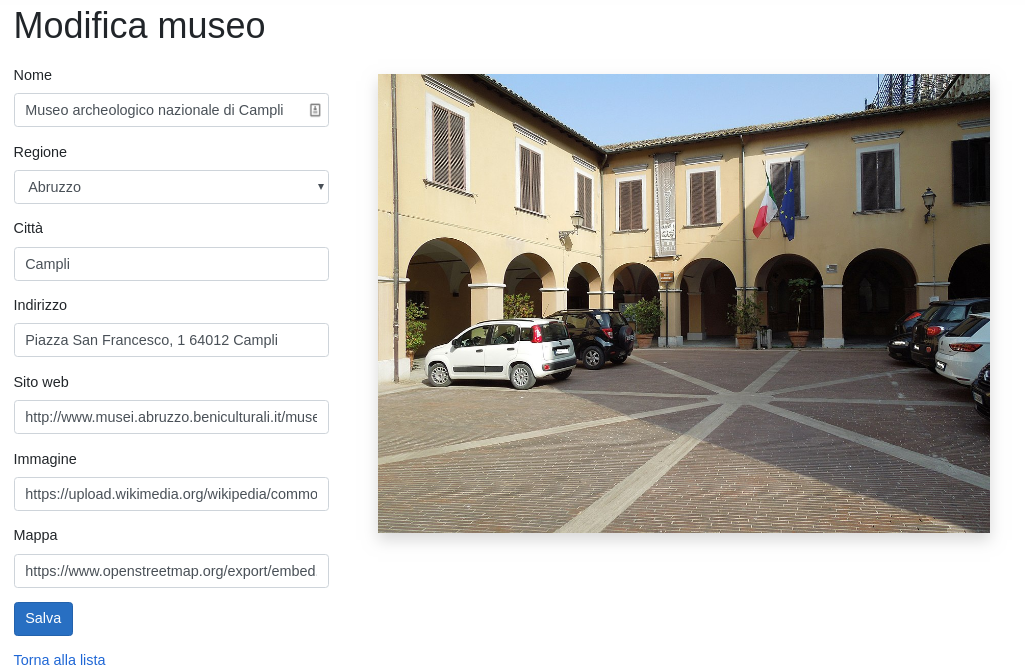 Modifica museo
Nome
Museo archeologico nazionale di Campli
Regione
Abruzzo
Città
Campli
Indirizzo
Piazza San Francesco, 1 64012 Campli
Sito web
http://www.musei.abruzzo.beniculturali.it/muse
Immagine
https://upload.wikimedia.org/wikipedia/commo
Mappa
https://www.openstreetmap.org/export/embed.
Salva
Torna alla lista